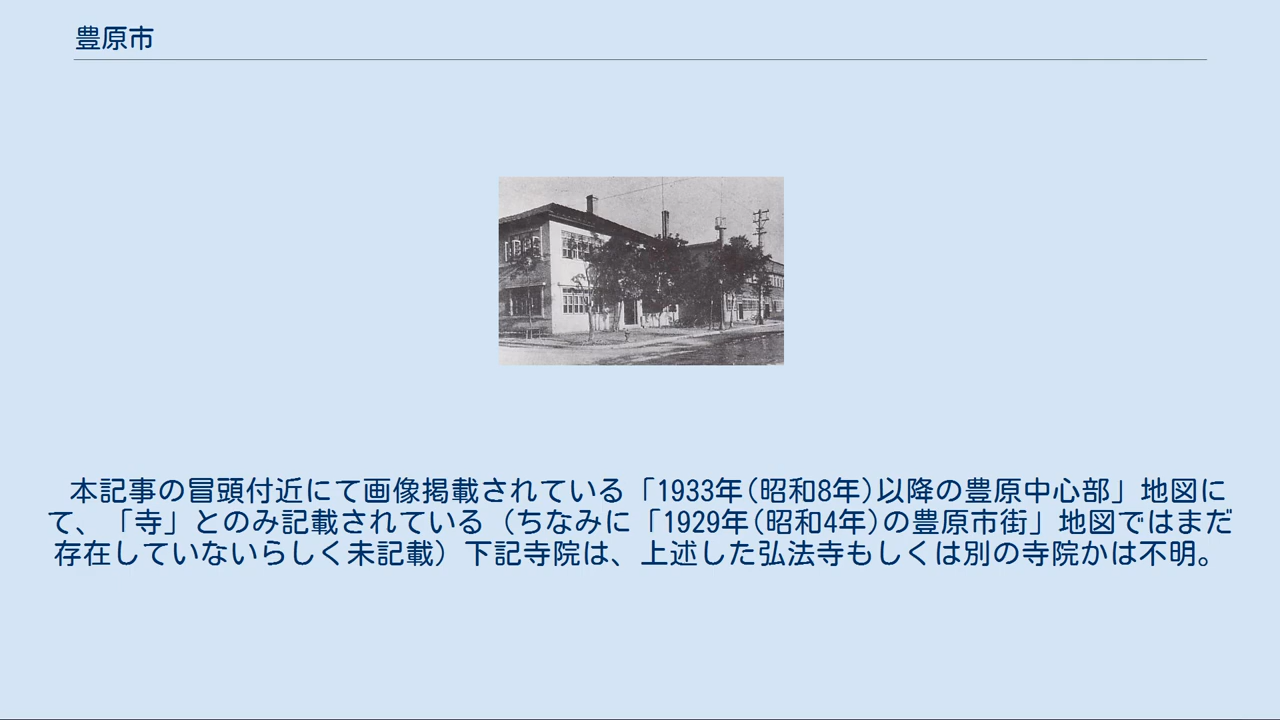 豊原市
本記事の冒頭付近にて画像掲載されている「1933年(昭和8年)以降の豊原中心部」地図に
て、「寺」とのみ記載されている（ちなみに「1929年(昭和4年)の豊原市街」地図ではまだ
存在していないらしく未記載）下記寺院は、上述した弘法寺もしくは別の寺院かは不明。